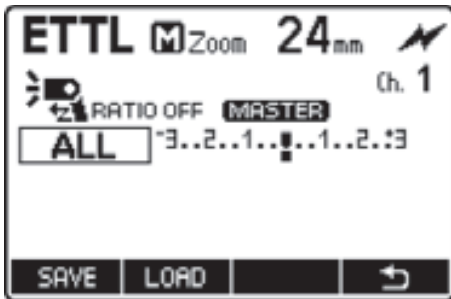 ETTL M Zoom 24mm
Ch. 1
RATIO OFF MASTER
ALL -3..2..1..0..1..2.+3
SAVE LOAD